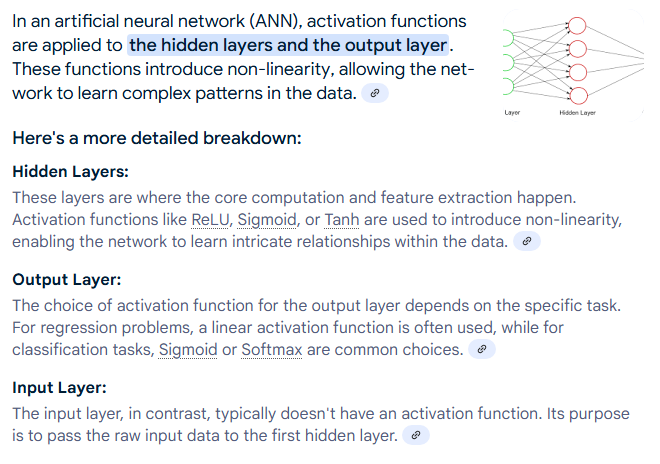 In an artificial neural network (ANN), activation functions
are applied to the hidden layers and the output layer.
These functions introduce non-linearity, allowing the net-
work to learn complex patterns in the data.
Layer
Hidden Layer
Here's a more detailed breakdown:
Hidden Layers:
These layers are where the core computation and feature extraction happen.
Activation functions like ReLU, Sigmoid, or Tanh are used to introduce non-linearity,
enabling the network to learn intricate relationships within the data.
Output Layer:
The choice of activation function for the output layer depends on the specific task.
For regression problems, a linear activation function is often used, while for
classification tasks, Sigmoid or Softmax are common choices.
Input Layer:
The input layer, in contrast, typically doesn't have an activation function. Its purpose
is to pass the raw input data to the first hidden layer.